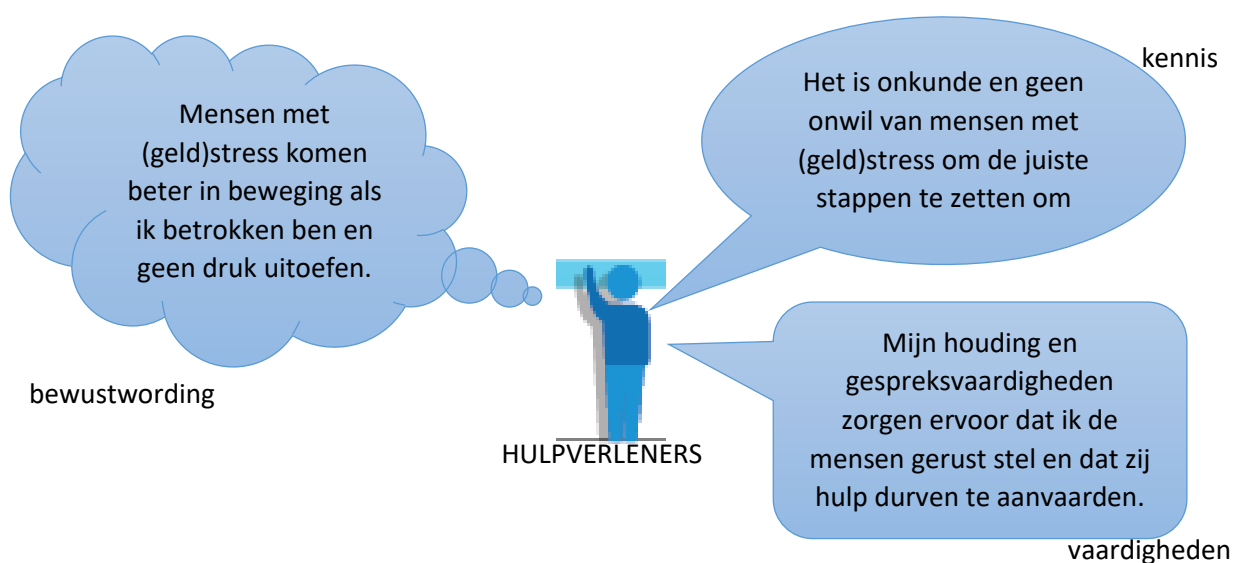 Mensen met
(geld)stress komen
beter in beweging als
ik betrokken ben en
geen druk uitoefen.
bewustwording
kennis
Het is onkunde en geen
onwil van mensen met
(geld)stress om de juiste
stappen te zetten om
HULPVERLENERS
Mijn houding en
gespreksvaardigheden
zorgen ervoor dat ik de
mensen gerust stel en dat zij
hulp durven te aanvaarden.
vaardigheden